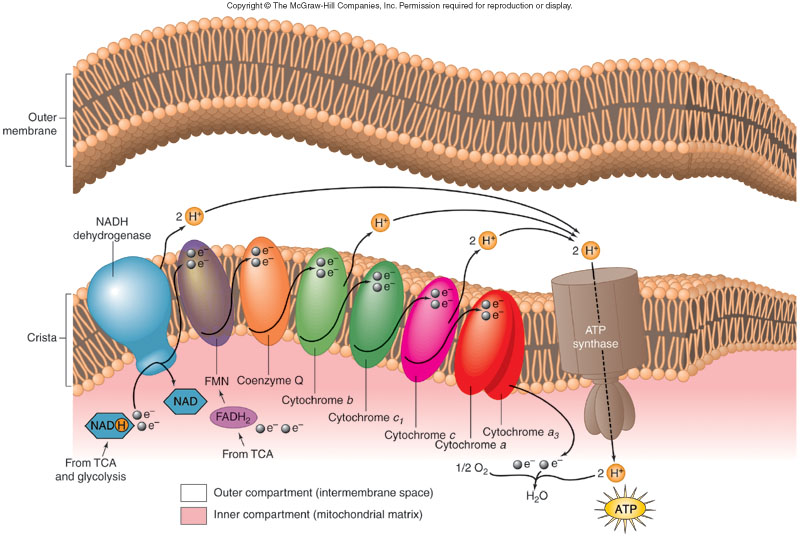 Copyright © The McGraw-Hill Companies, Inc. Permission required for reproduction or display.
Outer
membrane
NADH
dehydrogenase
2 H+
H+
2 H+
2 H+
e–
e–
e–
e–
e–
e–
e–
e–
e–
e–
e–
e–
Crista
ATP
synthase
FMN
Coenzyme Q
Cytochrome b
Cytochrome c1
Cytochrome c
Cytochrome a
Cytochrome a3
NAD
NADH
e–
e–
FADH2
e– e–
From TCA
and glycolysis
From TCA
1/2 O2
e– e–
2 H+
H2O
ATP
Outer compartment (intermembrane space)
Inner compartment (mitochondrial matrix)